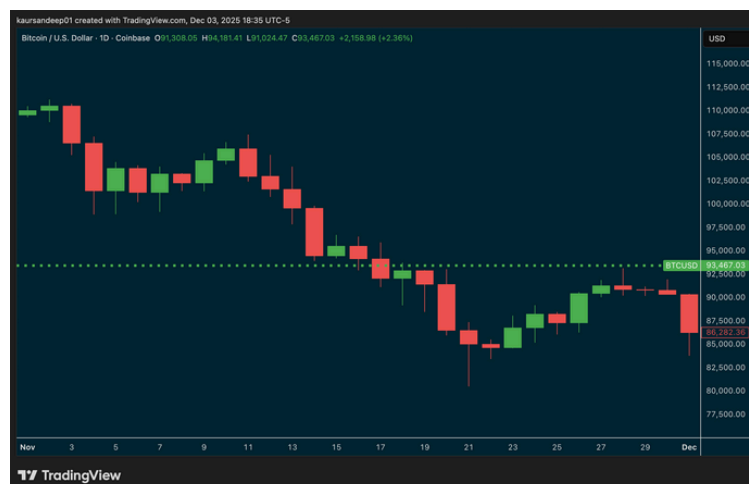 kaursandeep01 created with TradingView.com, Dec 03, 2025 18:35 UTC-5
Bitcoin / U.S. Dollar · 1D · Coinbase O91,308.05 H94,181.41 L91,024.47 C93,467.03 +2,158.98 (+2.36%)
USD
115,000.00
112,500.00
110,000.00
107,500.00
105,000.00
102,500.00
100,000.00
97,500.00
95,000.00
BTCUSD 93,467.03
92,500.00
90,000.00
87,500.00
86,282.36
85,000.00
82,500.00
80,000.00
77,500.00
Nov 3 5 7 9 11 13 15 17 19 21 23 25 27 29 Dec
TradingView